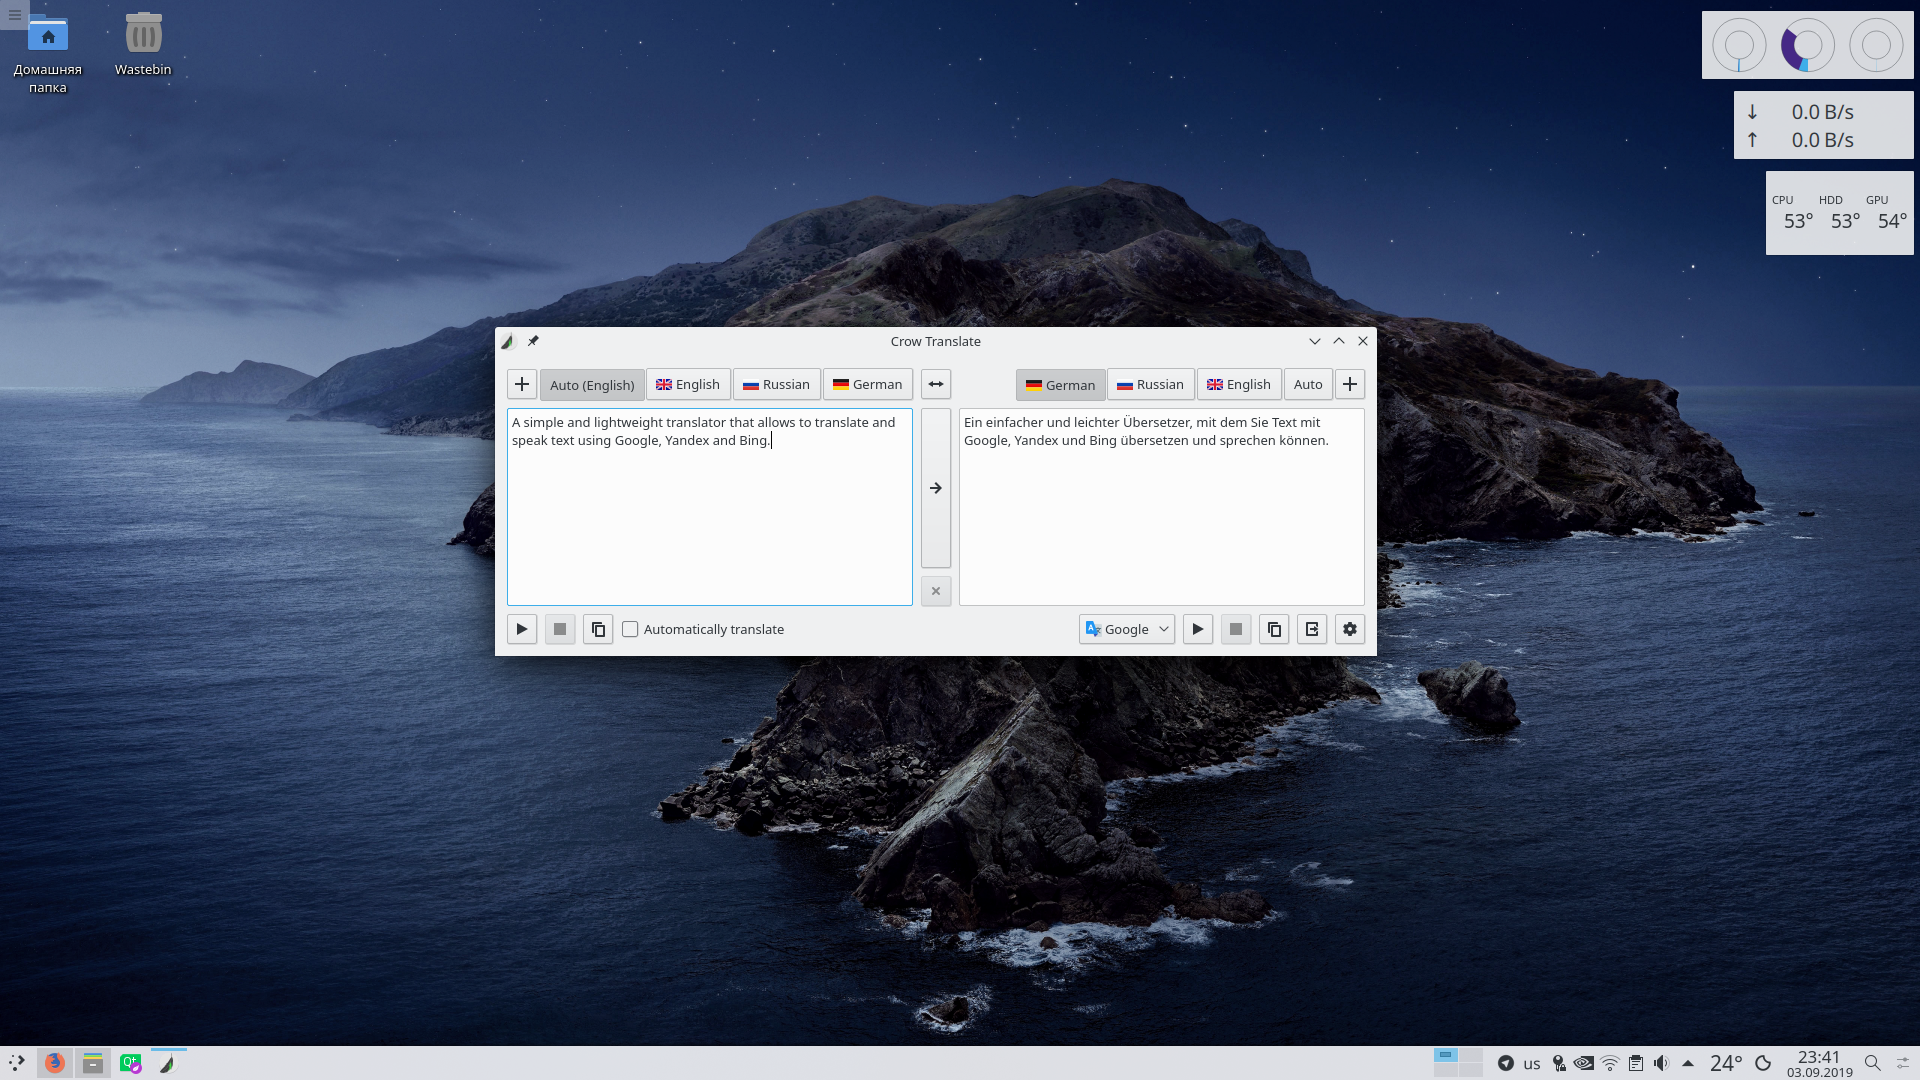 Домашняя
папка
Wastebin
0.0 B/s
0.0 B/s
CPU HDD GPU
53° 53° 54°
Crow Translate
Auto (English) English Russian German
German Russian English Auto
A simple and lightweight translator that allows to translate and
speak text using Google, Yandex and Bing.
Ein einfacher und leichter Übersetzer, mit dem Sie Text mit
Google, Yandex und Bing übersetzen und sprechen können.
Automatically translate
Google
us
24°
23:41
03.09.2019